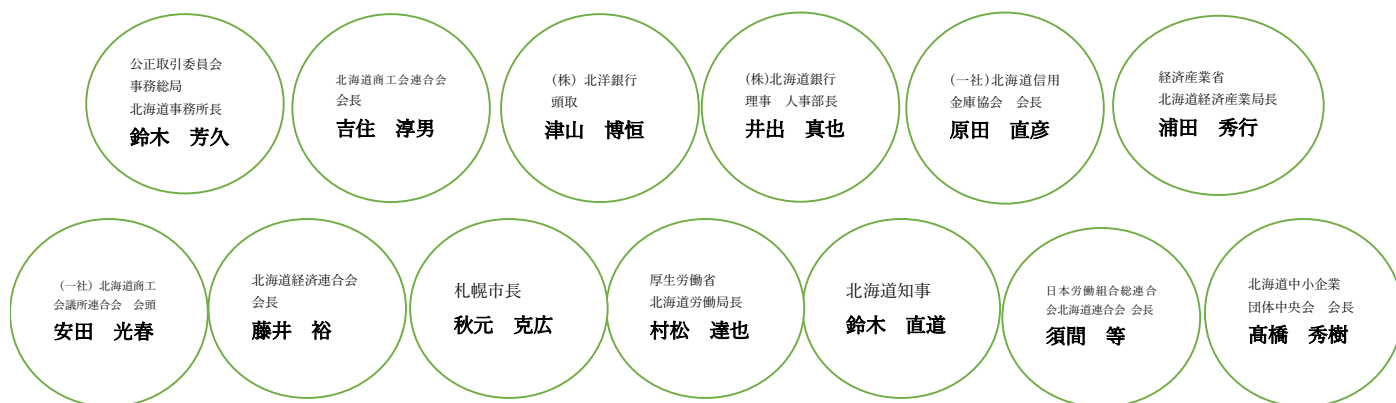 公正取引委員会
事務総局
北海道事務所長
鈴木　芳久
北海道商工会連合会
会長
吉住　淳男
(株) 北洋銀行
頭取
津山　博恒
(株)北海道銀行
理事　人事部長
井出　真也
(一社)北海道信用
金庫協会　会長
原田　直彦
経済産業省
北海道経済産業局長
浦田　秀行
(一社) 北海道商工
会議所連合会　会頭
安田　光春
北海道経済連合会
会長
藤井　裕
札幌市長
秋元　克広
厚生労働省
北海道労働局長
村松　達也
北海道知事
鈴木　直道
日本労働組合総連合
会北海道連合会 会長
須間　等
北海道中小企業
団体中央会　会長
髙橋　秀樹